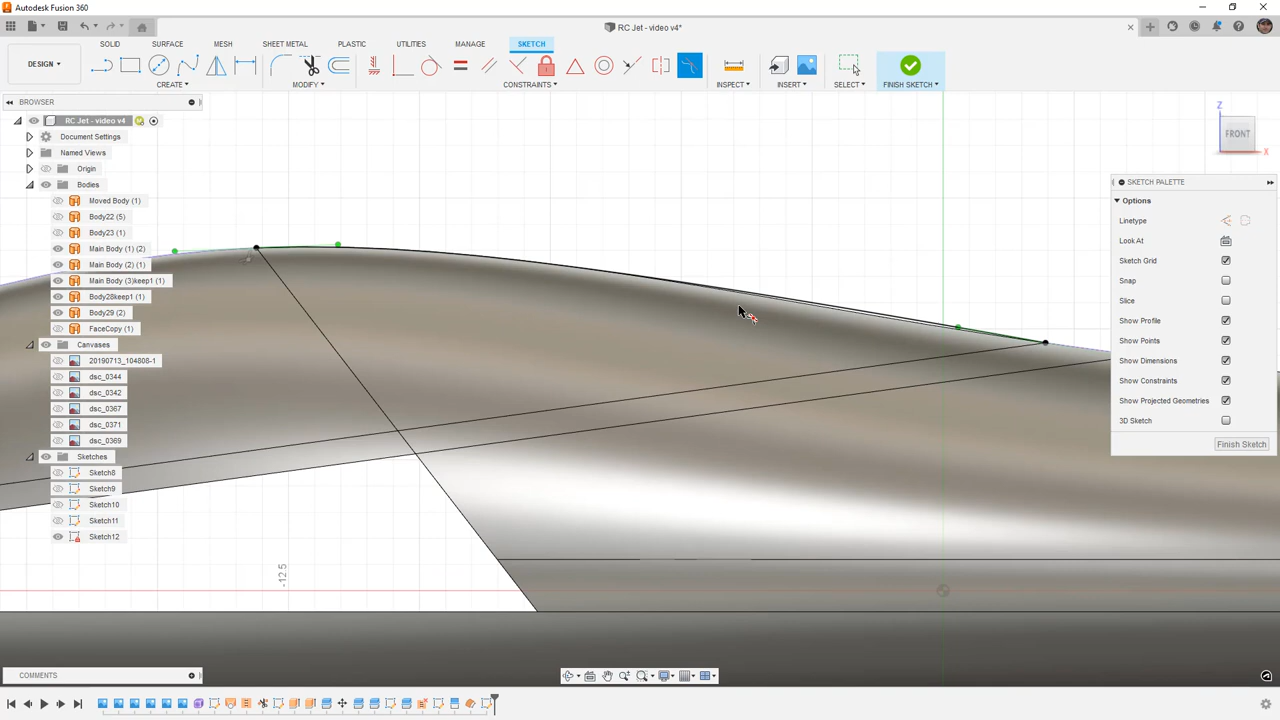 Autodesk Fusion 360
RC Jet - video v4*
SOLID SURFACE MESH SHEET METAL PLASTIC UTILITIES MANAGE SKETCH
DESIGN
CREATE MODIFY CONSTRAINTS INSPECT INSERT SELECT FINISH SKETCH
BROWSER
RC Jet - video v4
Document Settings
Named Views
Origin
Bodies
Moved Body (1)
Body22 (5)
Body23 (1)
Main Body (1) (2)
Main Body (2) (1)
Main Body (3)keep1 (1)
Body28keep1 (1)
Body29 (2)
FaceCopy (1)
Canvases
20190713_104808-1
dsc_0344
dsc_0342
dsc_0367
dsc_0371
dsc_0369
Sketches
Sketch8
Sketch9
Sketch10
Sketch11
Sketch12
-12.5
Z
FRONT
X
SKETCH PALETTE
Options
Linetype
Look At
Sketch Grid
Snap
Slice
Show Profile
Show Points
Show Dimensions
Show Constraints
Show Projected Geometries
3D Sketch
Finish Sketch
COMMENTS